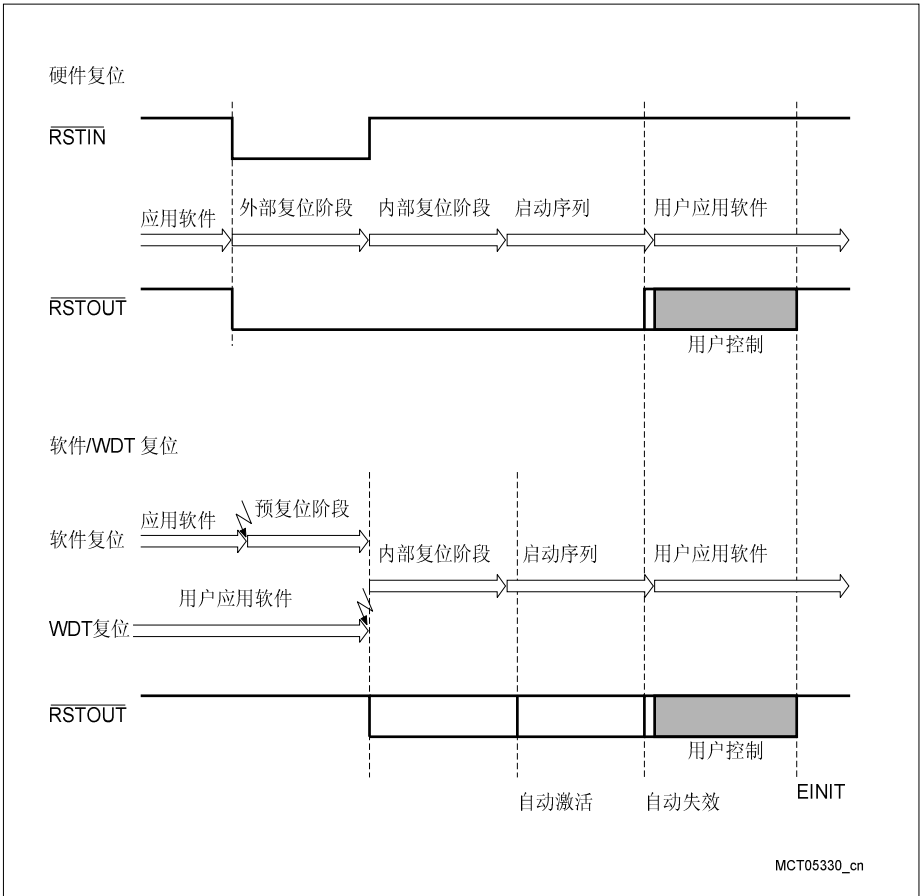 硬件复位
RSTIN
应用软件 外部复位阶段 内部复位阶段 启动序列 用户应用软件
RSTOUT
用户控制
软件/WDT 复位
应用软件 预复位阶段
软件复位
内部复位阶段 启动序列 用户应用软件
用户应用软件
WDT复位
RSTOUT
用户控制
自动激活 自动失效 EINIT
MCT05330_cn